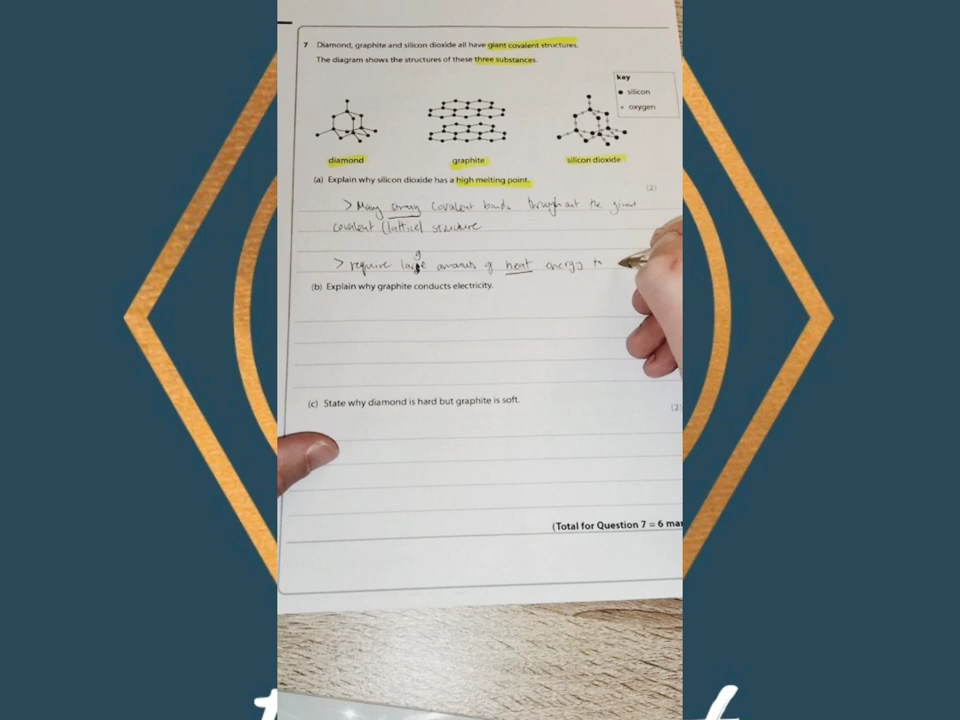 7 Diamond, graphite and silicon dioxide all have giant covalent structures.
The diagram shows the structures of these three substances.
key
silicon
oxygen
diamond
graphite
silicon dioxide
(a) Explain why silicon dioxide has a high melting point.
(2)
> Many strong covalent bonds throughout the giant
covalent (lattice) structure
> require large amounts of heat energy to
(b) Explain why graphite conducts electricity.
(c) State why diamond is hard but graphite is soft.
(2)
(Total for Question 7 = 6 mar